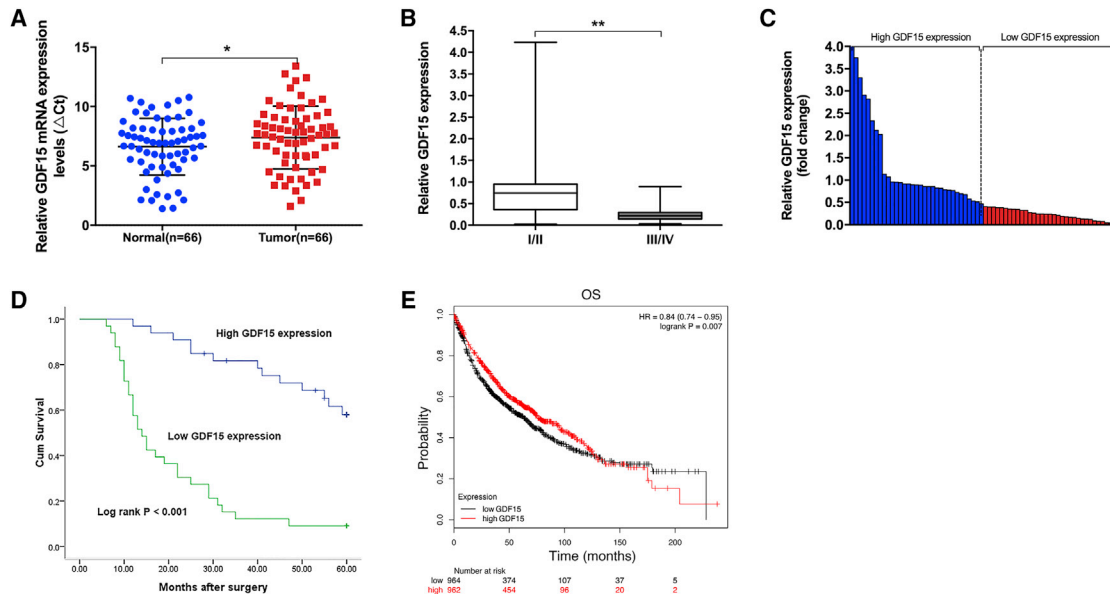 A
Relative GDF15 mRNA expression
levels (△Ct)
15
10
5
0
*
Normal(n=66)
Tumor(n=66)
B
Relative GDF15 expression
4.5
4.0
3.5
3.0
2.5
2.0
1.5
1.0
0.5
0.0
**
I/II
III/IV
C
High GDF15 expression
Low GDF15 expression
Relative GDF15 expression
(fold change)
4.0
3.5
3.0
2.5
2.0
1.5
1.0
0.5
0.0
D
Cum Survival
1.0
0.8
0.6
0.4
0.2
0.0
High GDF15 expression
Low GDF15 expression
Log rank P < 0.001
0.00 10.00 20.00 30.00 40.00 50.00 60.00
Months after surgery
E
OS
HR = 0.84 (0.74 − 0.95)
logrank P = 0.007
Probability
1.0
0.8
0.6
0.4
0.2
0.0
Expression
low GDF15
high GDF15
0 50 100 150 200
Time (months)
Number at risk
low 964 374 107 37 5
high 962 454 96 20 2